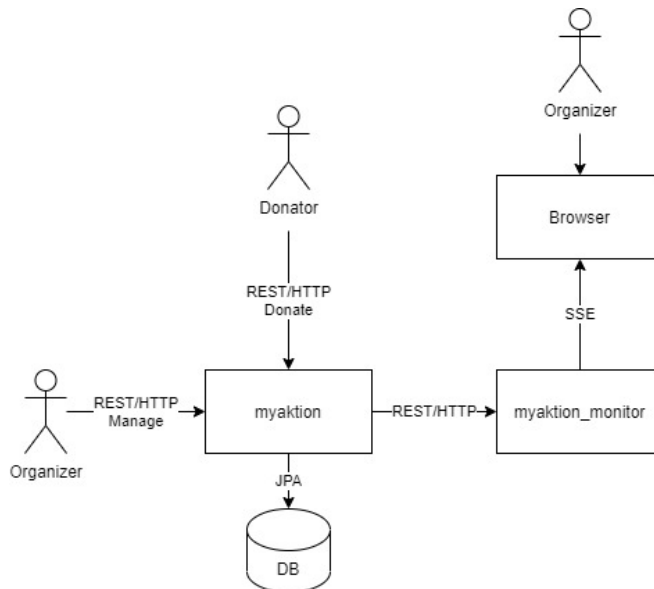 Organizer
Donator
Browser
REST/HTTP
Donate
SSE
REST/HTTP
Manage
myaktion
REST/HTTP
myaktion_monitor
Organizer
JPA
DB